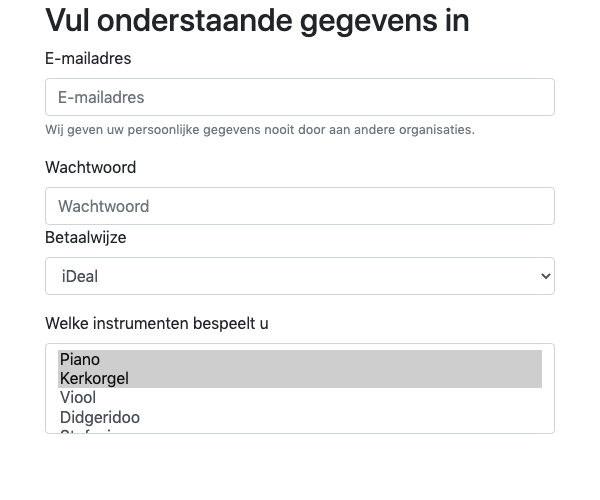 Vul onderstaande gegevens in
E-mailadres
E-mailadres
Wij geven uw persoonlijke gegevens nooit door aan andere organisaties.
Wachtwoord
Wachtwoord
Betaalwijze
iDeal
Welke instrumenten bespeelt u
Piano
Kerkorgel
Viool
Didgeridoo